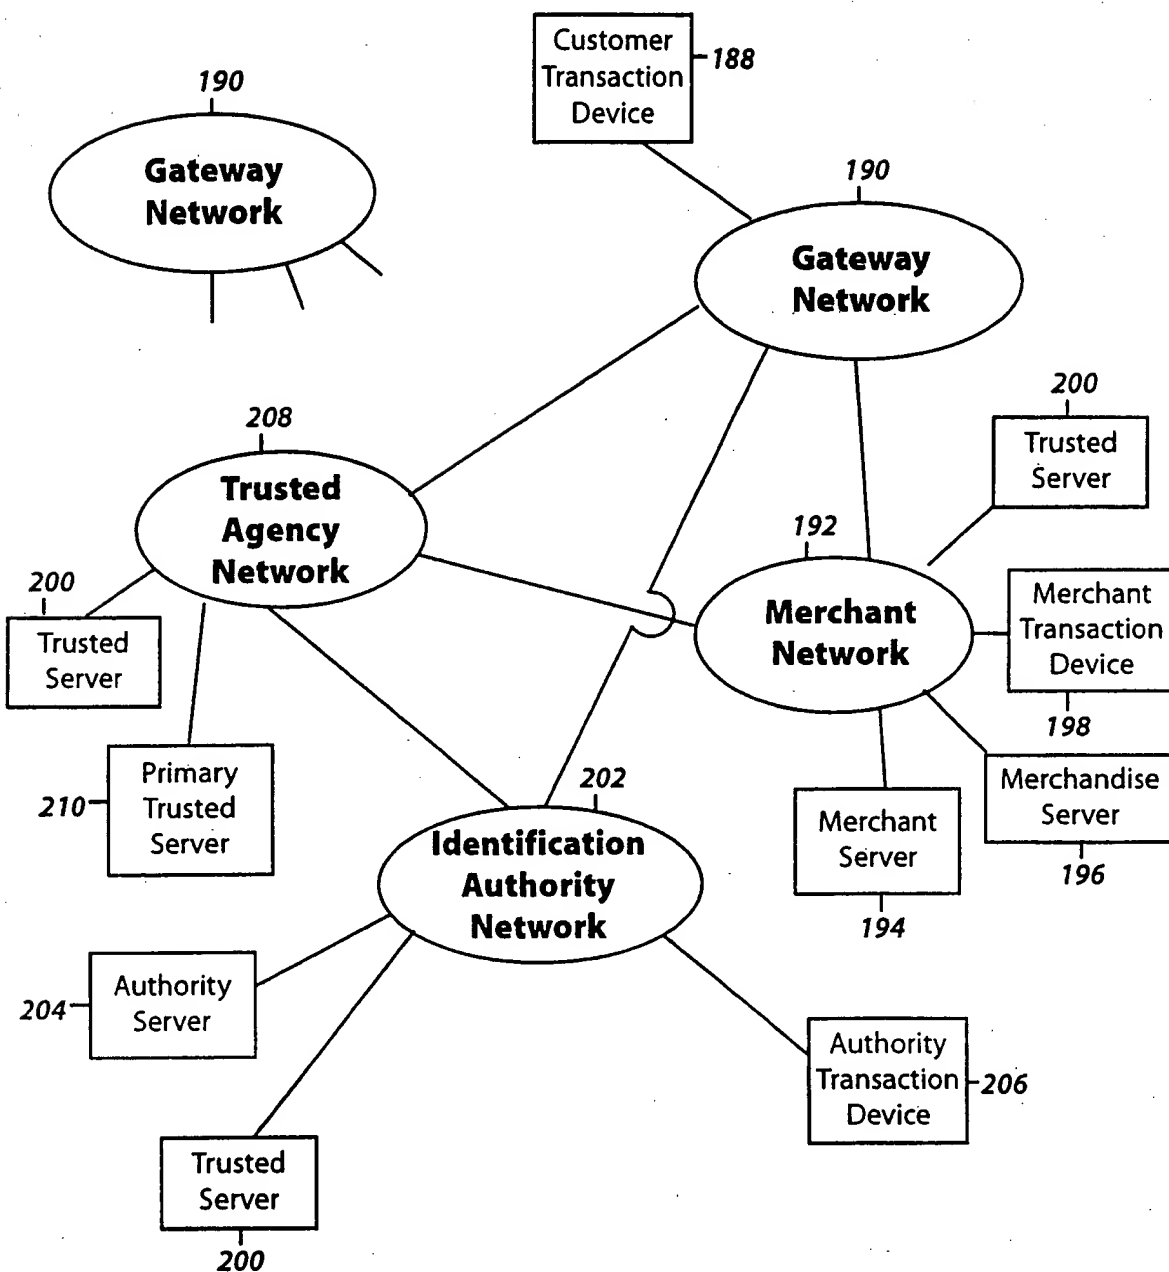 Customer
Transaction
Device
188
190
Gateway
Network
190
Gateway
Network
200
Trusted
Server
208
Trusted
Agency
Network
192
Merchant
Network
Merchant
Transaction
Device
198
200
Trusted
Server
Primary
Trusted
Server
210
202
Identification
Authority
Network
Merchandise
Server
196
Merchant
Server
194
Authority
Server
204
Authority
Transaction
Device
206
Trusted
Server
200